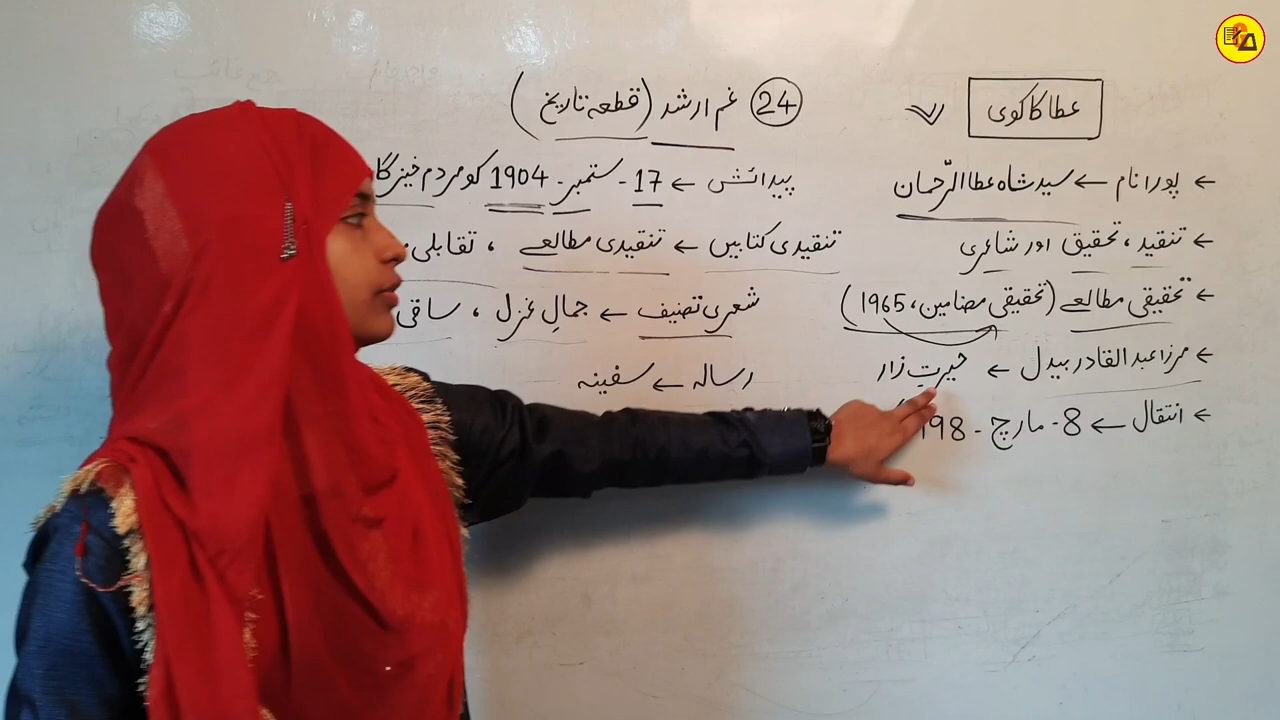 عطا کاکوی
24 غم ارشد (قطعہ تاریخ)
← پورا نام ← سید شاہ عطا الرّحمان
پیدائش ← 17 - ستمبر - 1904 کو مردم خیز
← تنقید ، تحقیق اور شاعری
تنقیدی کتابیں ← تنقیدی مطالعے ، تقابلی
← تحقیقی مطالعے (تحقیقی مضامین، 1965)
شعری تصنیف ← جمالِ غزل ، ساقی
← مرزا عبد القادر بیدل ← حیرتِ زار
رسالہ ← سفینہ
← انتقال ← 8 - مارچ - 198